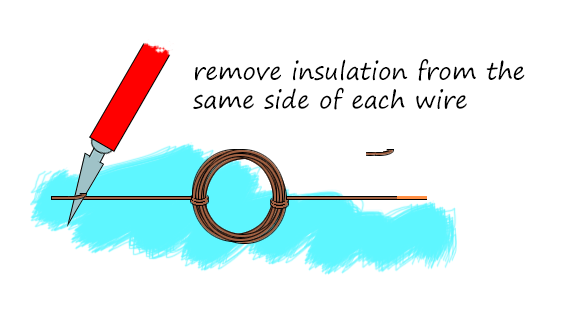 remove insulation from the
same side of each wire